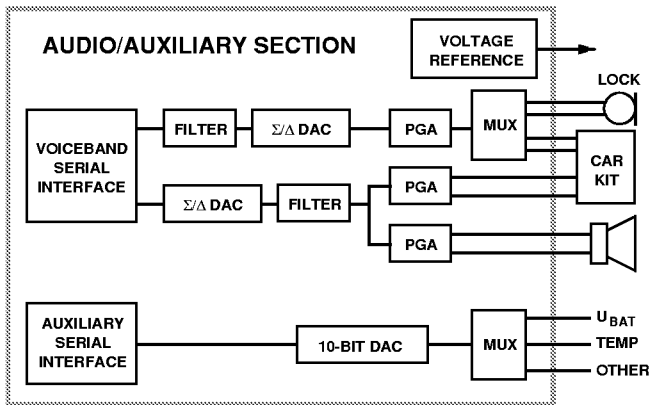 AUDIO/AUXILIARY SECTION
VOLTAGE
REFERENCE
LOCK
VOICEBAND
SERIAL
INTERFACE
FILTER
Σ/Δ DAC
PGA
MUX
CAR
KIT
Σ/Δ DAC
FILTER
PGA
PGA
AUXILIARY
SERIAL
INTERFACE
10-BIT DAC
MUX
UBAT
TEMP
OTHER